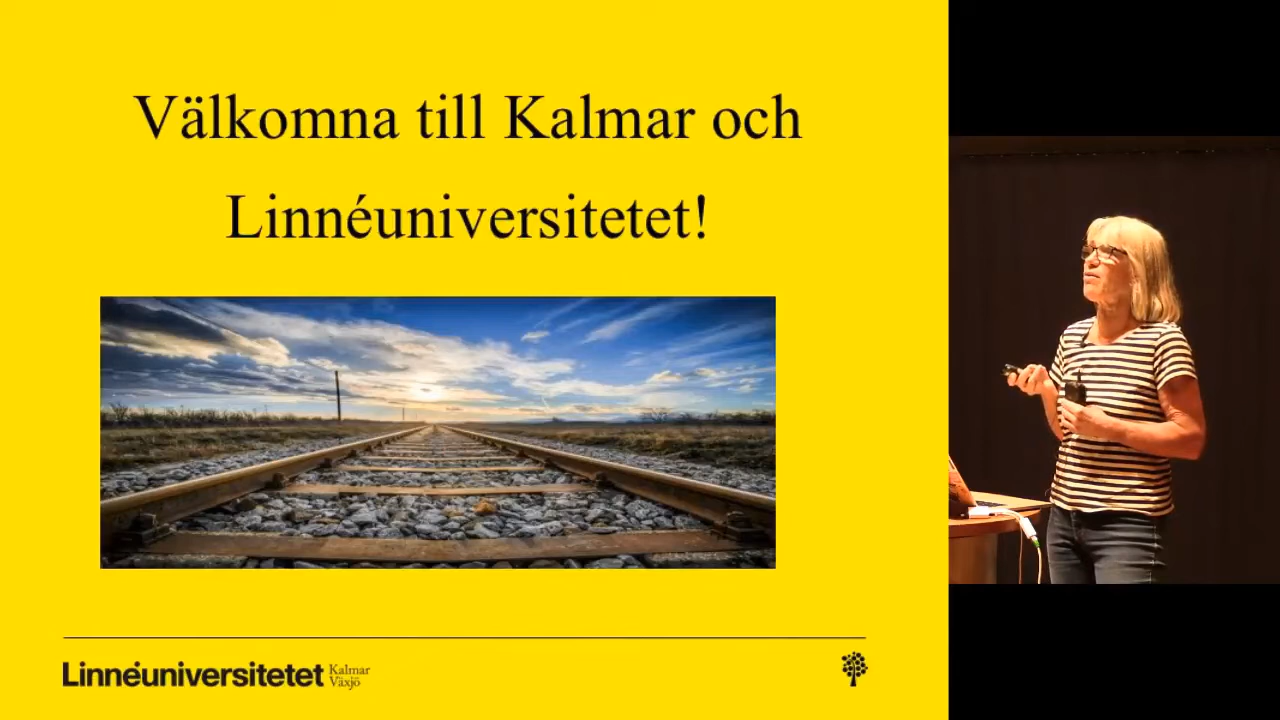 Välkomna till Kalmar och
Linnéuniversitetet!
Linnéuniversitetet
Kalmar
Växjö